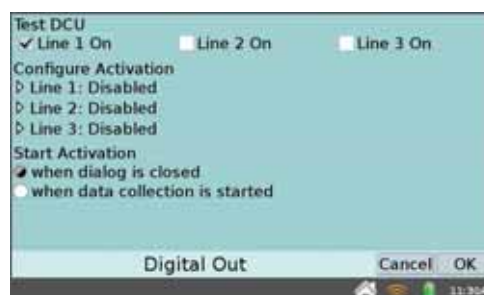 Test DCU
Line 1 On Line 2 On Line 3 On
Configure Activation
Line 1: Disabled
Line 2: Disabled
Line 3: Disabled
Start Activation
when dialog is closed
when data collection is started
Digital Out Cancel OK